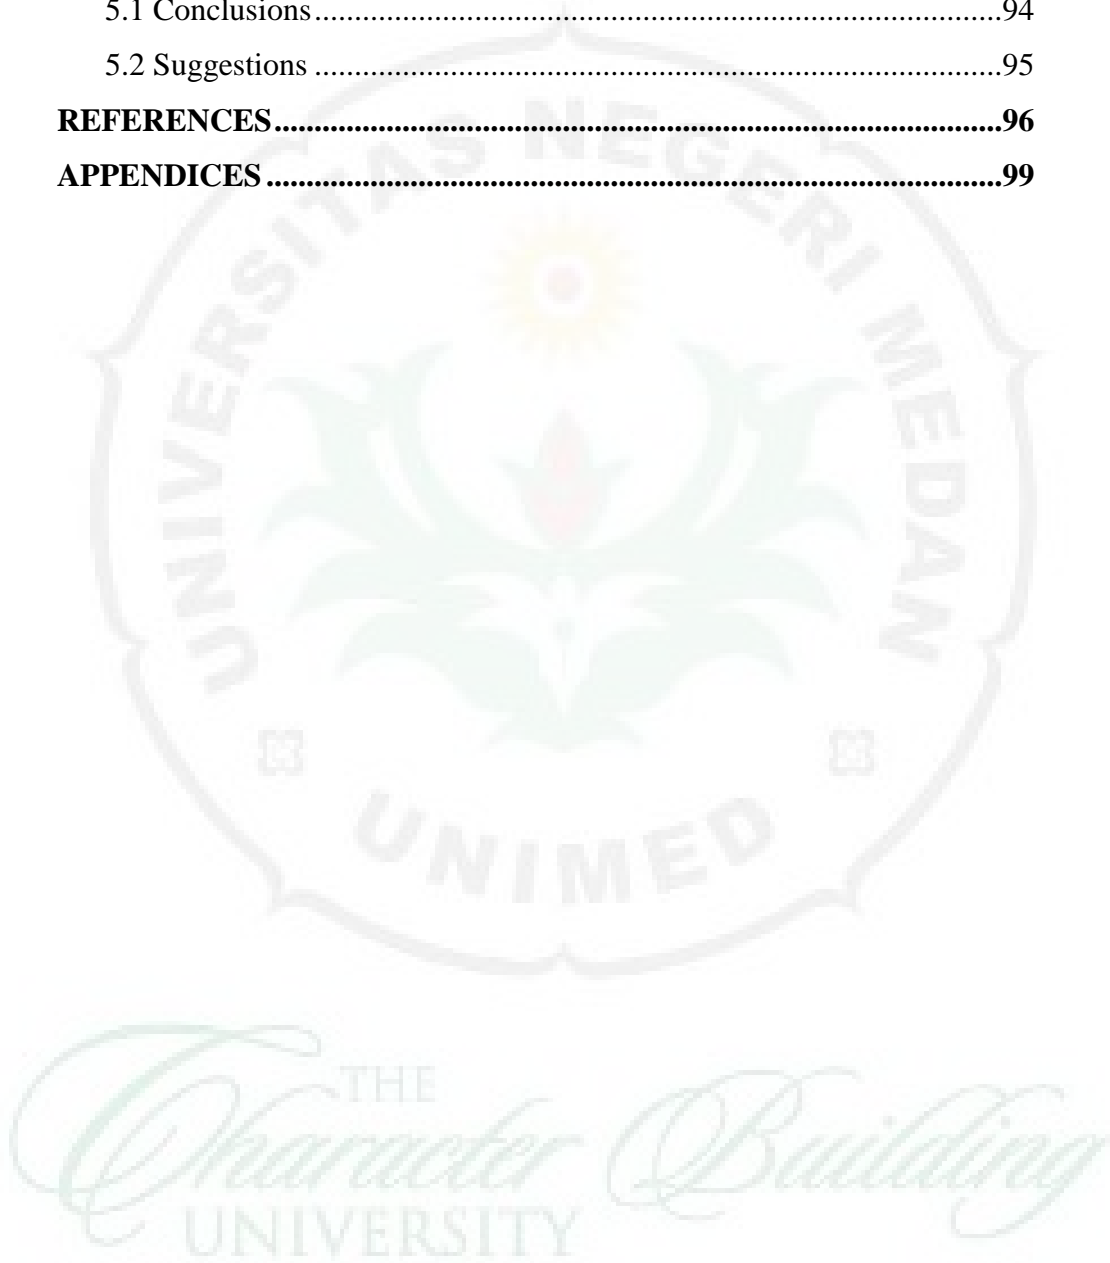 5.1 Conclusions.......................................................................................94
5.2 Suggestions .......................................................................................95
REFERENCES............................................................................................96
APPENDICES .............................................................................................99
UNIVERSITAS NEGERI MEDAN
UNIMED
THE
Character Building
UNIVERSITY